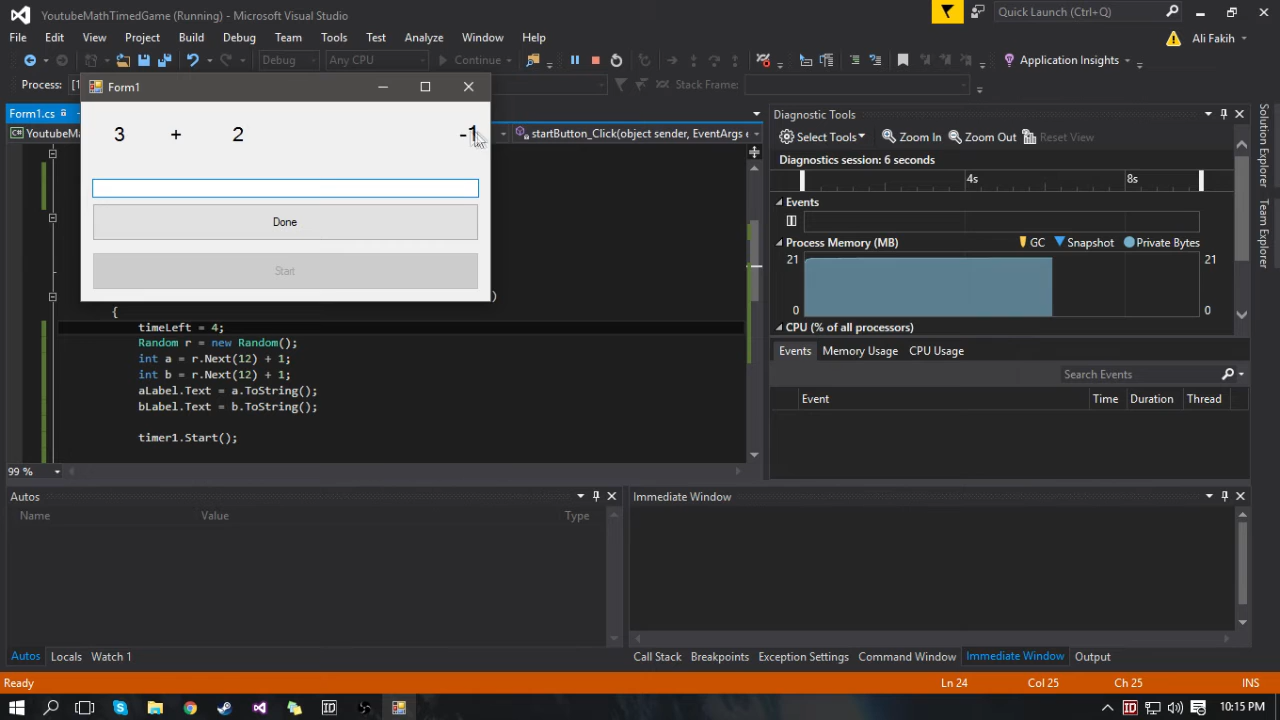 YoutubeMathTimedGame (Running) - Microsoft Visual Studio
Quick Launch (Ctrl+Q)
File Edit View Project Build Debug Team Tools Test Analyze Window Help
Ali Fakih
Debug Any CPU Continue Application Insights
Process: [1 Stack Frame:
Form1
Form1.cs
YoutubeMa
startButton_Click(object sender, EventArgs e
3 + 2 -1
Done
Start
)
{
timeLeft = 4;
Random r = new Random();
int a = r.Next(12) + 1;
int b = r.Next(12) + 1;
aLabel.Text = a.ToString();
bLabel.Text = b.ToString();
timer1.Start();
99 %
Diagnostic Tools
Select Tools Zoom In Zoom Out Reset View
Diagnostics session: 6 seconds
4s 8s
Events
Process Memory (MB) GC Snapshot Private Bytes
21 21
0 0
CPU (% of all processors)
Events Memory Usage CPU Usage
Search Events
Event Time Duration Thread
Solution Explorer
Team Explorer
Autos
Name Value Type
Immediate Window
Autos Locals Watch 1
Call Stack Breakpoints Exception Settings Command Window Immediate Window Output
Ready Ln 24 Col 25 Ch 25 INS
10:15 PM